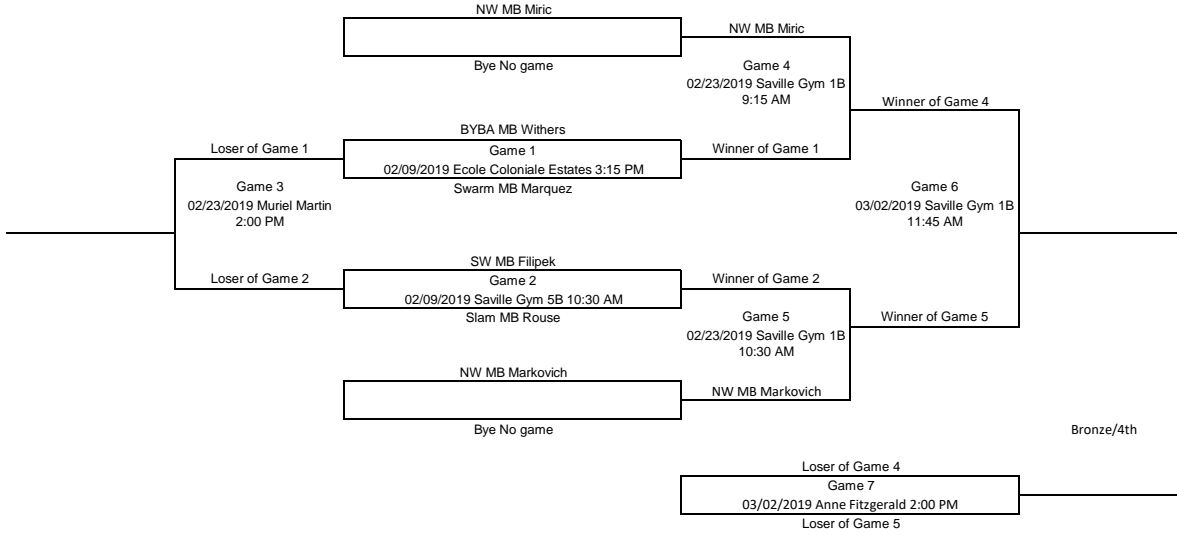 NW MB Miric
NW MB Miric
Bye No game
Game 4
02/23/2019 Saville Gym 1B
9:15 AM
Winner of Game 4
BYBA MB Withers
Loser of Game 1
Game 1
Winner of Game 1
02/09/2019 Ecole Coloniale Estates 3:15 PM
Swarm MB Marquez
Game 3
02/23/2019 Muriel Martin
2:00 PM
Game 6
03/02/2019 Saville Gym 1B
11:45 AM
SW MB Filipek
Loser of Game 2
Game 2
Winner of Game 2
02/09/2019 Saville Gym 5B 10:30 AM
Slam MB Rouse
Game 5
02/23/2019 Saville Gym 1B
10:30 AM
Winner of Game 5
NW MB Markovich
NW MB Markovich
Bye No game
Bronze/4th
Loser of Game 4
Game 7
03/02/2019 Anne Fitzgerald 2:00 PM
Loser of Game 5